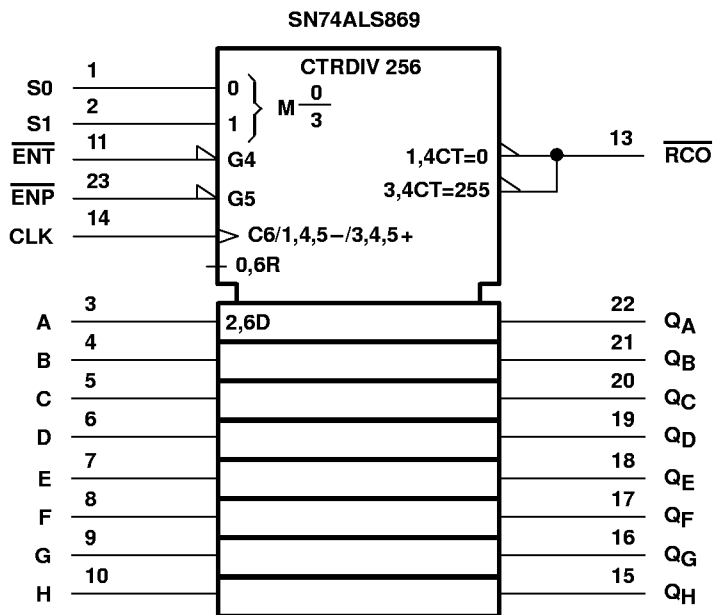 SN74ALS869
CTRDIV 256
S0 1 0 M 0/3
S1 2 1
ENT 11 G4 1,4CT=0 13 RCO
ENP 23 G5 3,4CT=255
CLK 14 C6/1,4,5−/3,4,5+
0,6R
A 3 2,6D 22 QA
B 4 21 QB
C 5 20 QC
D 6 19 QD
E 7 18 QE
F 8 17 QF
G 9 16 QG
H 10 15 QH